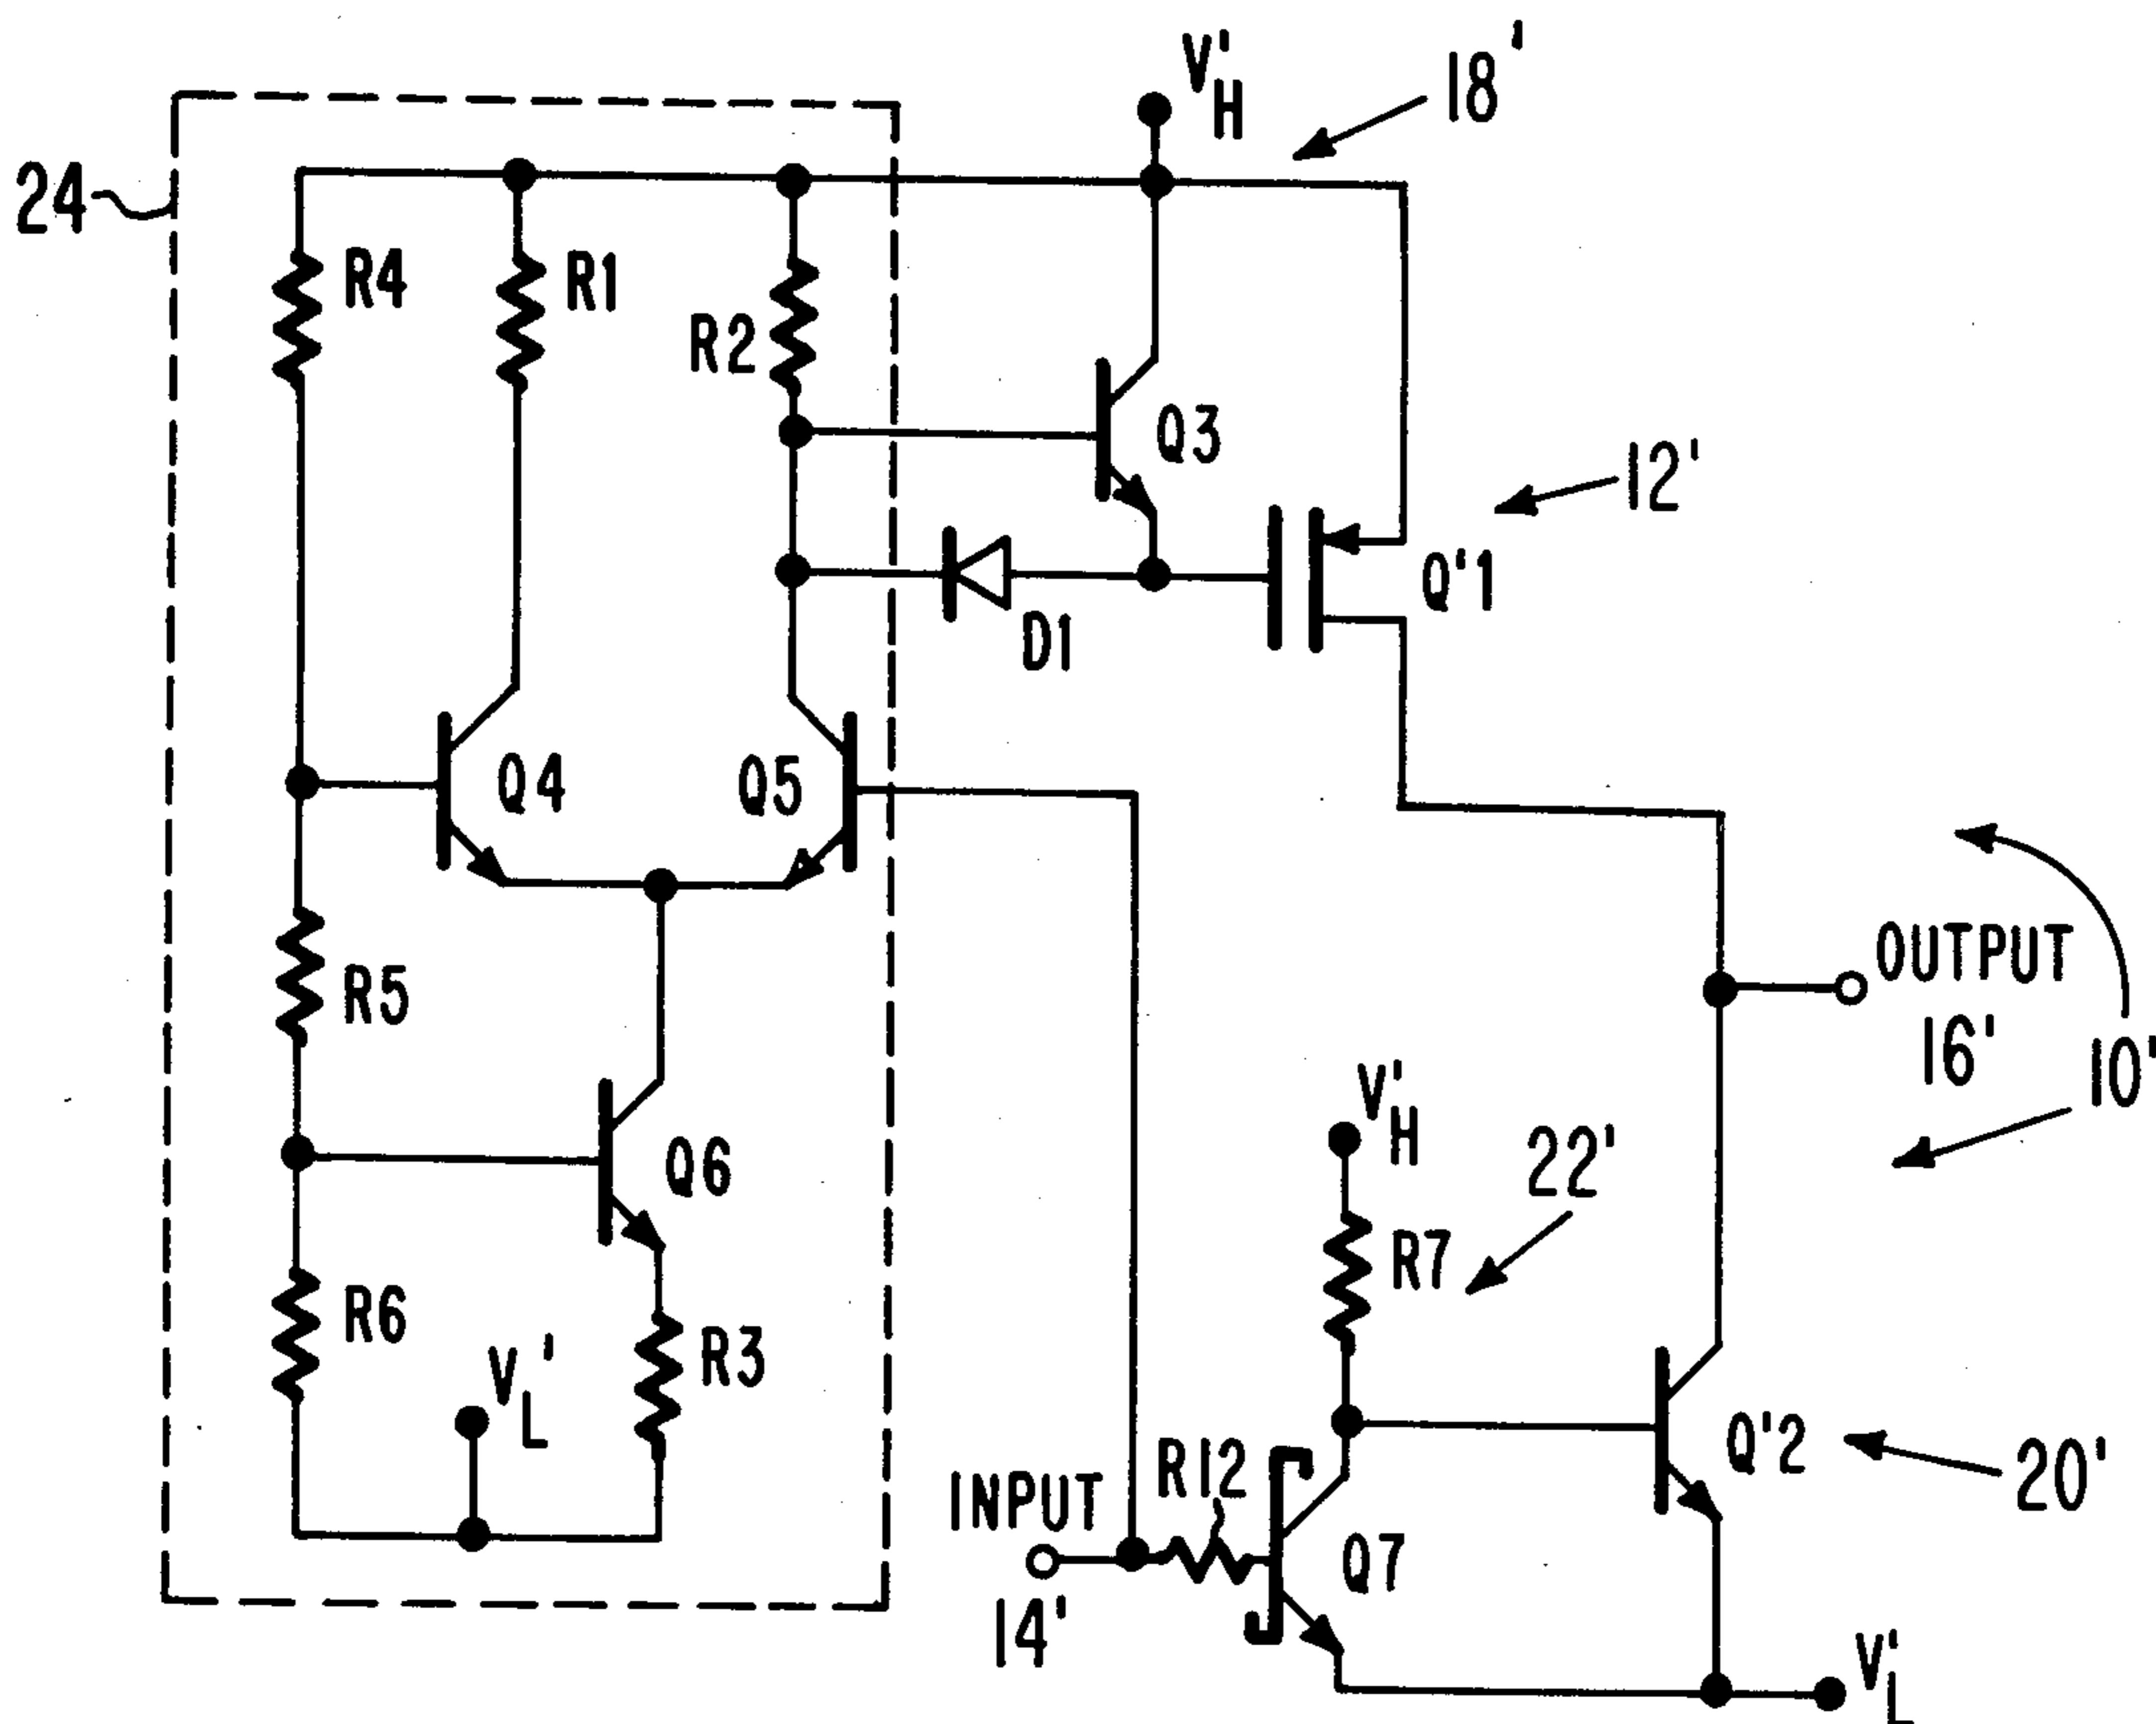 V'H
18'
24
R4
R1
R2
Q3
12'
Q'1
D1
Q4
Q5
OUTPUT
16'
10'
R5
V'H
22'
Q6
R7
R6
V'L
R3
Q'2
20'
INPUT
R12
Q7
14'
V'L